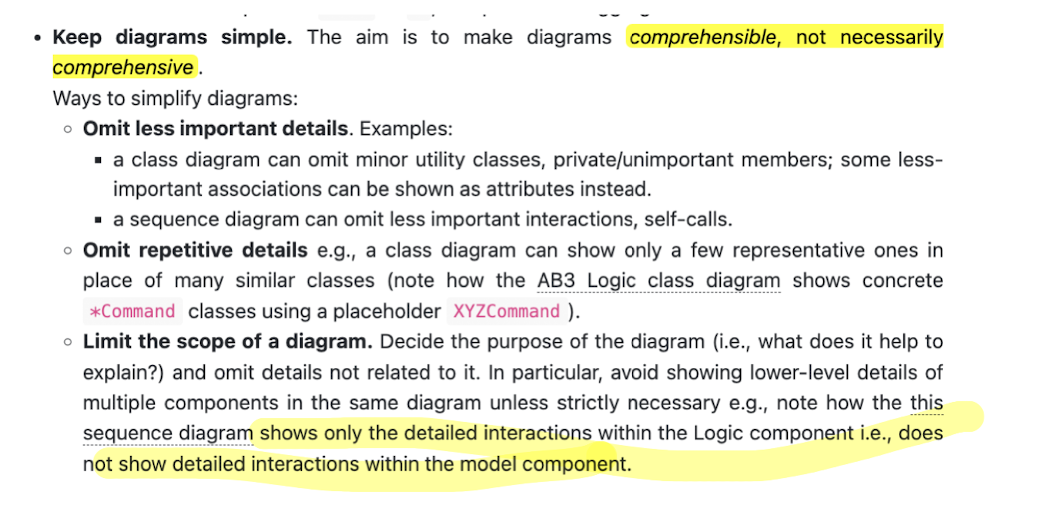 • Keep diagrams simple. The aim is to make diagrams comprehensible, not necessarily
comprehensive.
Ways to simplify diagrams:
◦ Omit less important details. Examples:
▪ a class diagram can omit minor utility classes, private/unimportant members; some less-
important associations can be shown as attributes instead.
▪ a sequence diagram can omit less important interactions, self-calls.
◦ Omit repetitive details e.g., a class diagram can show only a few representative ones in
place of many similar classes (note how the AB3 Logic class diagram shows concrete
*Command classes using a placeholder XYZCommand ).
◦ Limit the scope of a diagram. Decide the purpose of the diagram (i.e., what does it help to
explain?) and omit details not related to it. In particular, avoid showing lower-level details of
multiple components in the same diagram unless strictly necessary e.g., note how the this
sequence diagram shows only the detailed interactions within the Logic component i.e., does
not show detailed interactions within the model component.